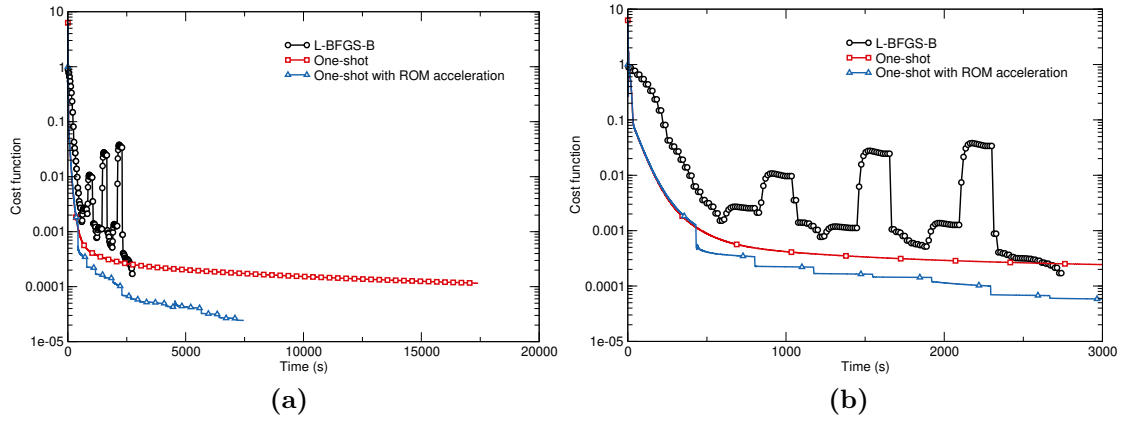 10
1
0.1
0.01
0.001
0.0001
1e-05
Cost function
L-BFGS-B
One-shot
One-shot with ROM acceleration
0 5000 10000 15000 20000
Time (s)
(a)
10
1
0.1
0.01
0.001
0.0001
1e-05
Cost function
L-BFGS-B
One-shot
One-shot with ROM acceleration
0 1000 2000 3000
Time (s)
(b)